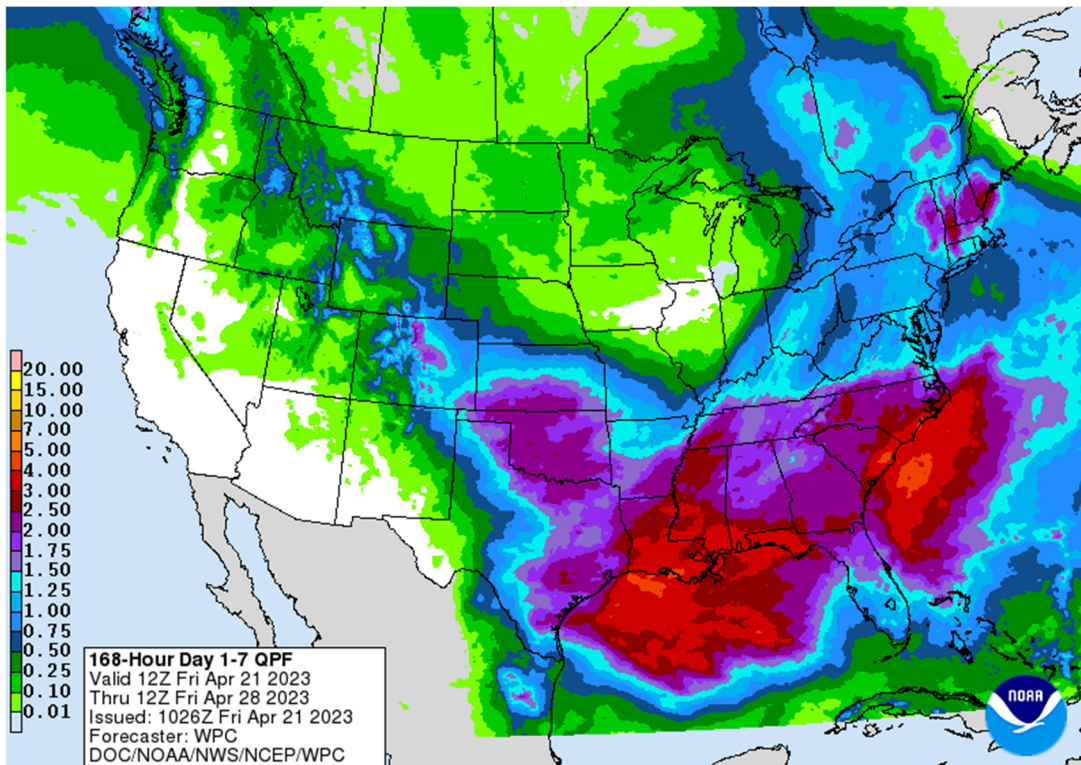 20.00
15.00
10.00
7.00
5.00
4.00
3.00
2.50
2.00
1.75
1.50
1.25
1.00
0.75
0.50
0.25
0.10
0.01
168-Hour Day 1-7 QPF
Valid 12Z Fri Apr 21 2023
Thru 12Z Fri Apr 28 2023
Issued: 1026Z Fri Apr 21 2023
Forecaster: WPC
DOC/NOAA/NWS/NCEP/WPC
NOAA